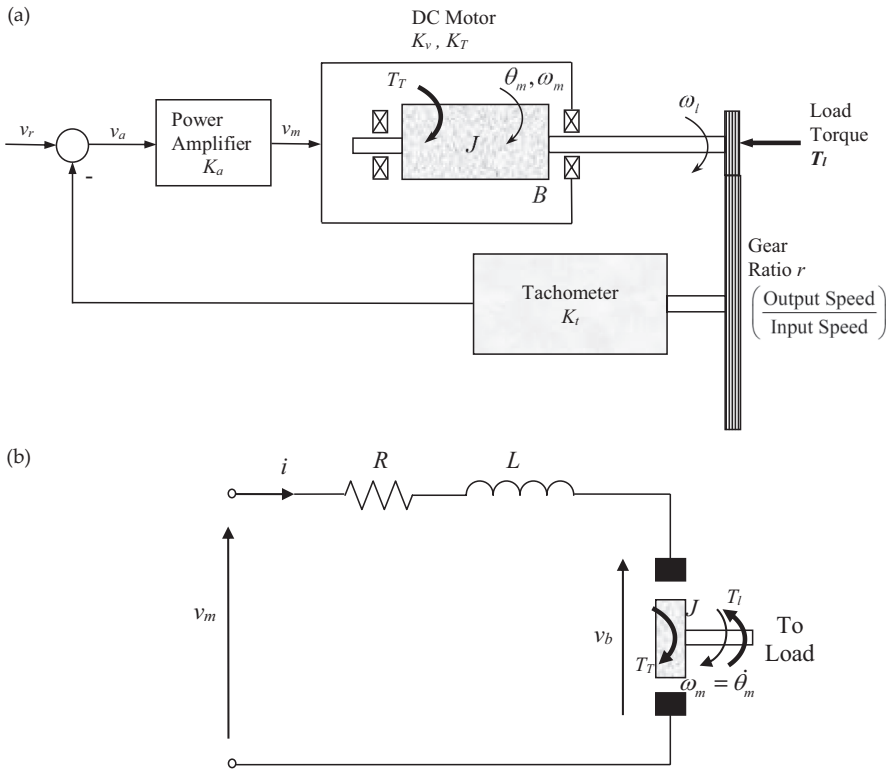 (a)
DC Motor
K_v , K_T
v_r
v_a
-
Power
Amplifier
K_a
v_m
T_T
θ_m, ω_m
J
B
ω_l
Load
Torque
T_l
Tachometer
K_t
Gear
Ratio r
(Output Speed / Input Speed)
(b)
i
R
L
v_m
v_b
T_T
J
T_l
ω_m = θ̇_m
To
Load